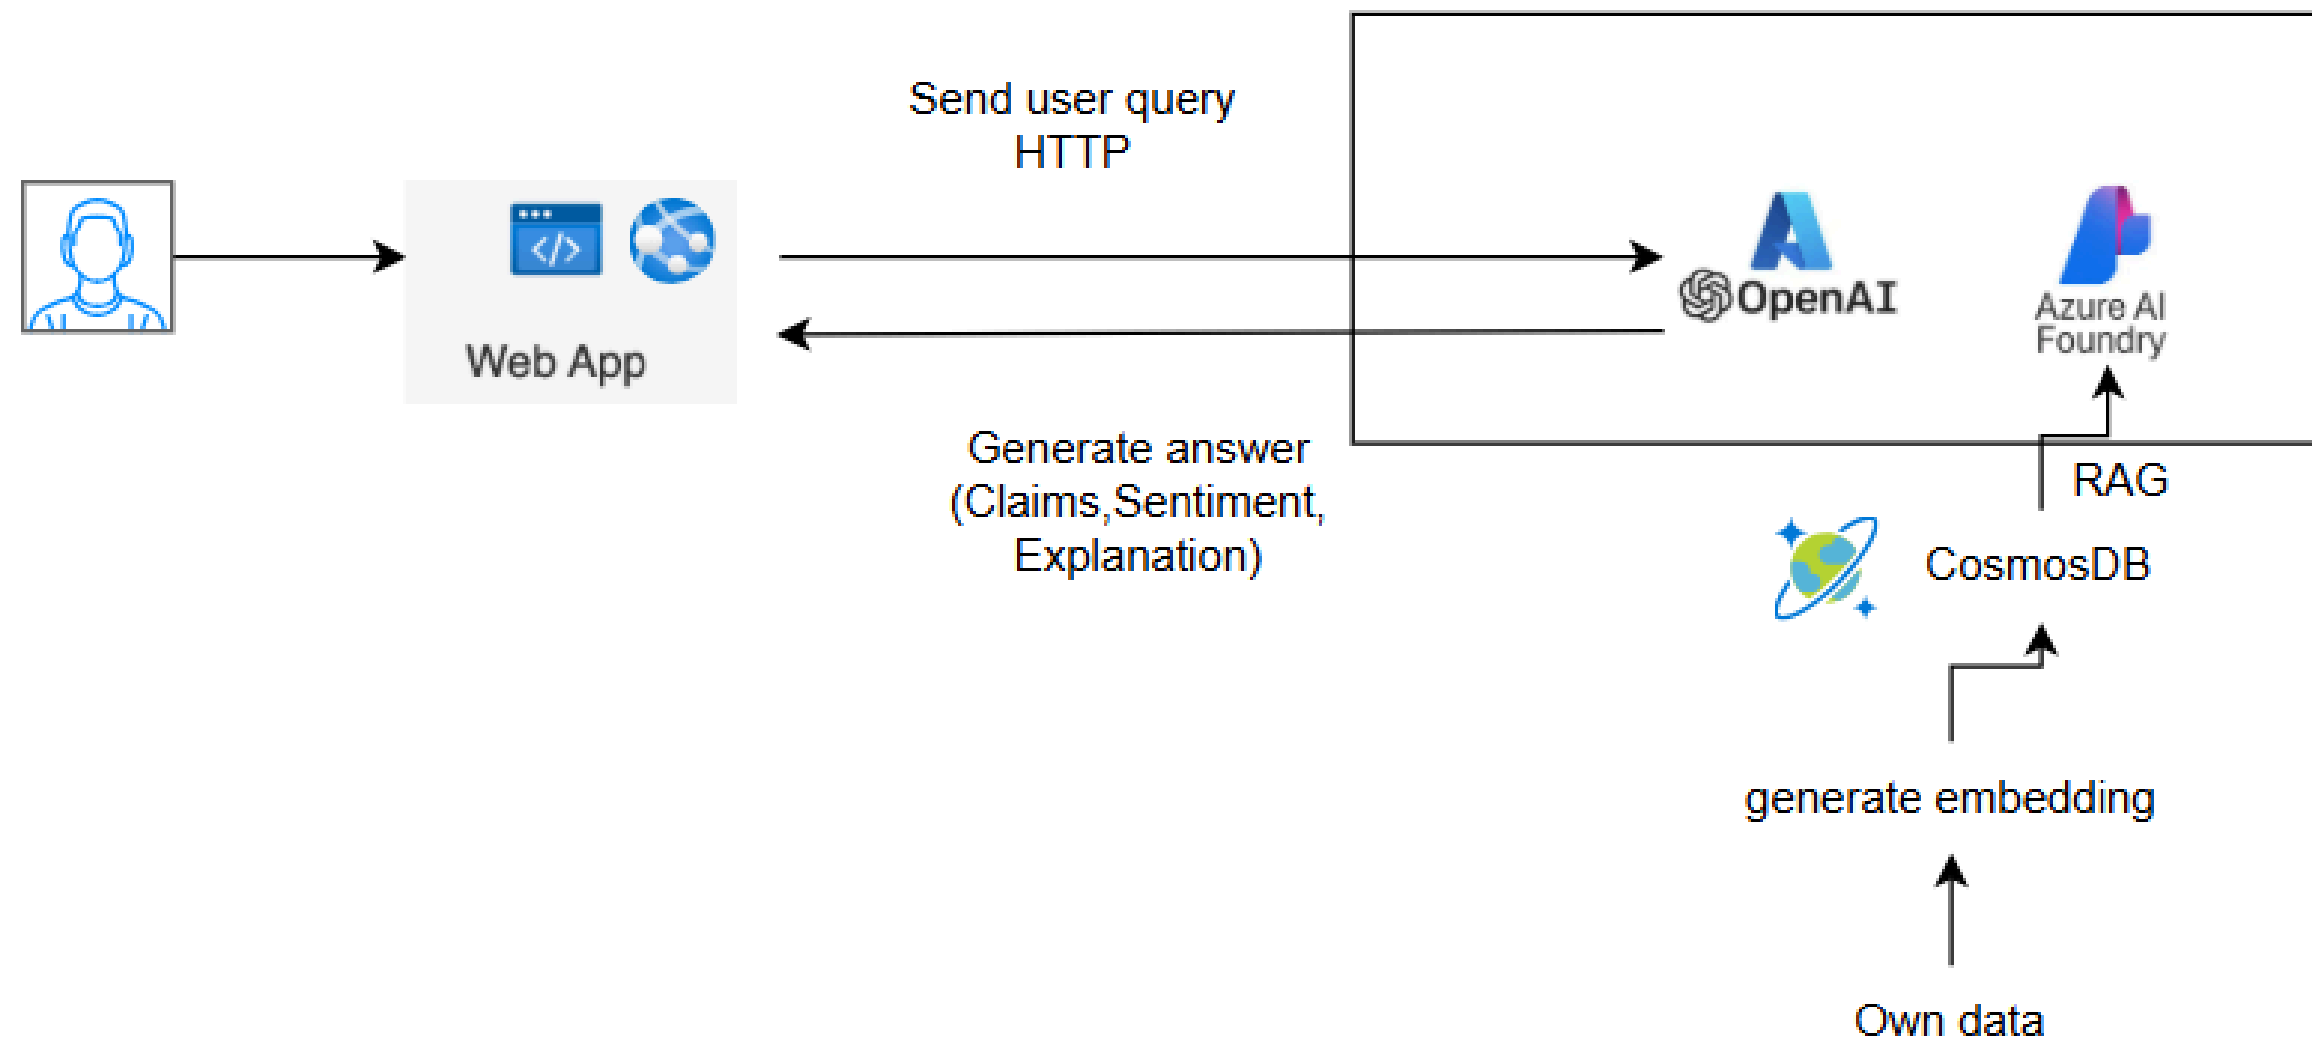 Send user query
HTTP
</>
OpenAI
Azure AI
Foundry
Web App
Generate answer
(Claims,Sentiment,
Explanation)
RAG
CosmosDB
generate embedding
Own data